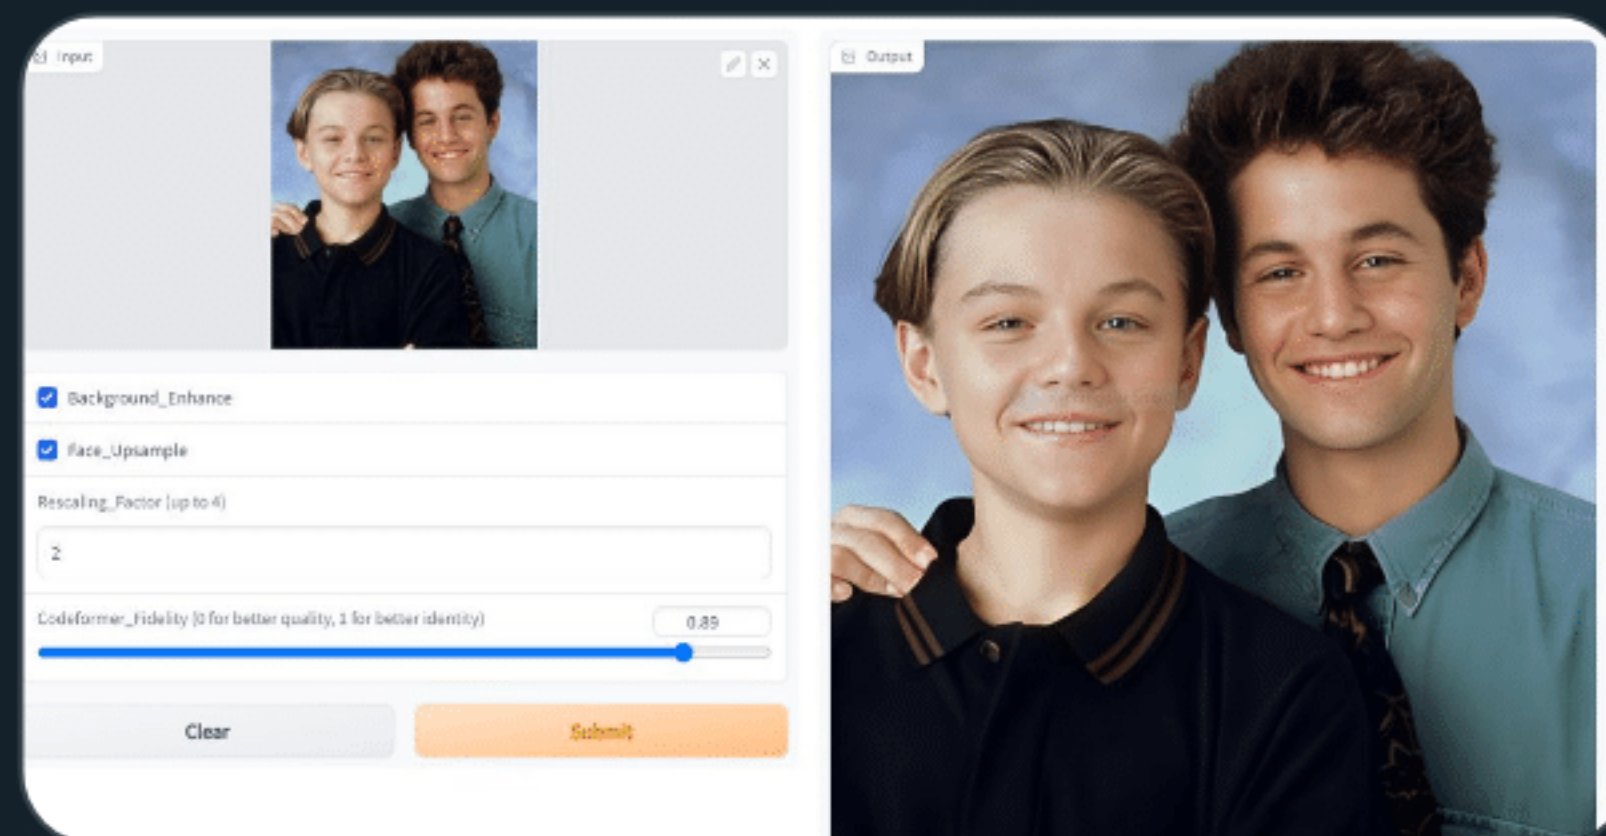 Input
Output
Background_Enhance
Face_Upsample
Rescaling_Factor (up to 4)
2
Codeformer_Fidelity (0 for better quality, 1 for better identity)
0.89
Clear
Submit